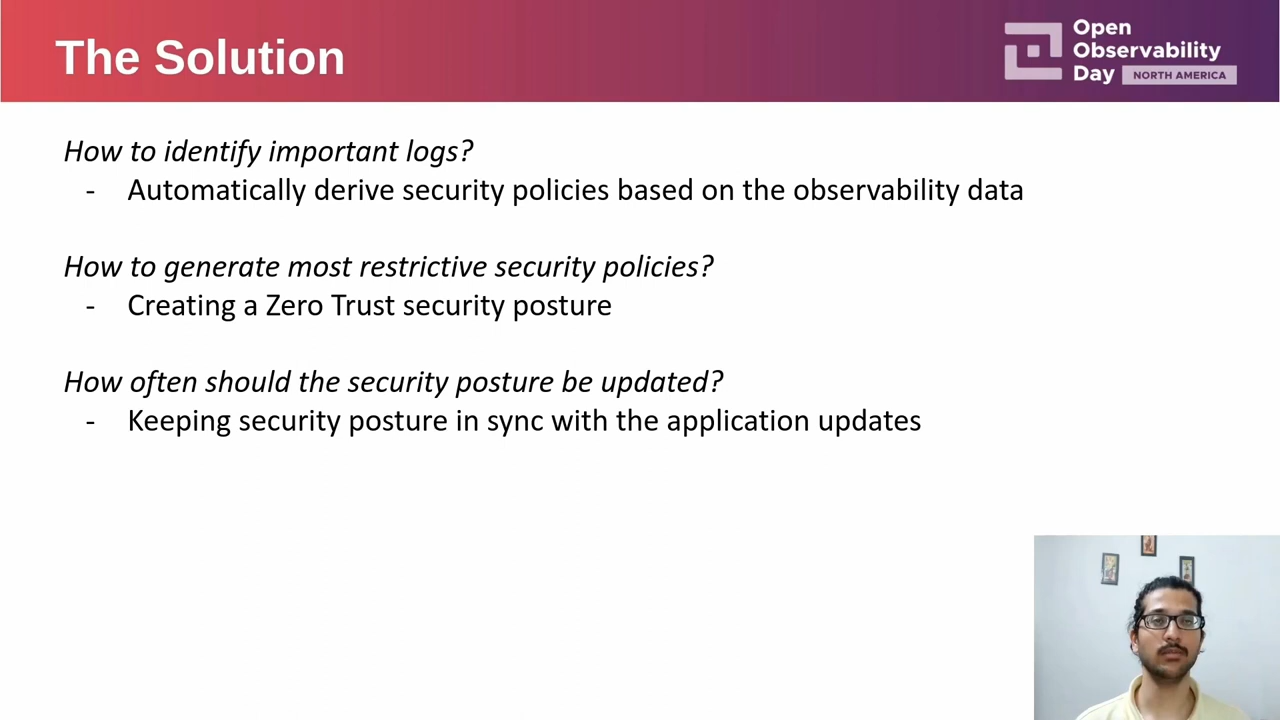 The Solution
Open
Observability
Day NORTH AMERICA
How to identify important logs?
- Automatically derive security policies based on the observability data
How to generate most restrictive security policies?
- Creating a Zero Trust security posture
How often should the security posture be updated?
- Keeping security posture in sync with the application updates